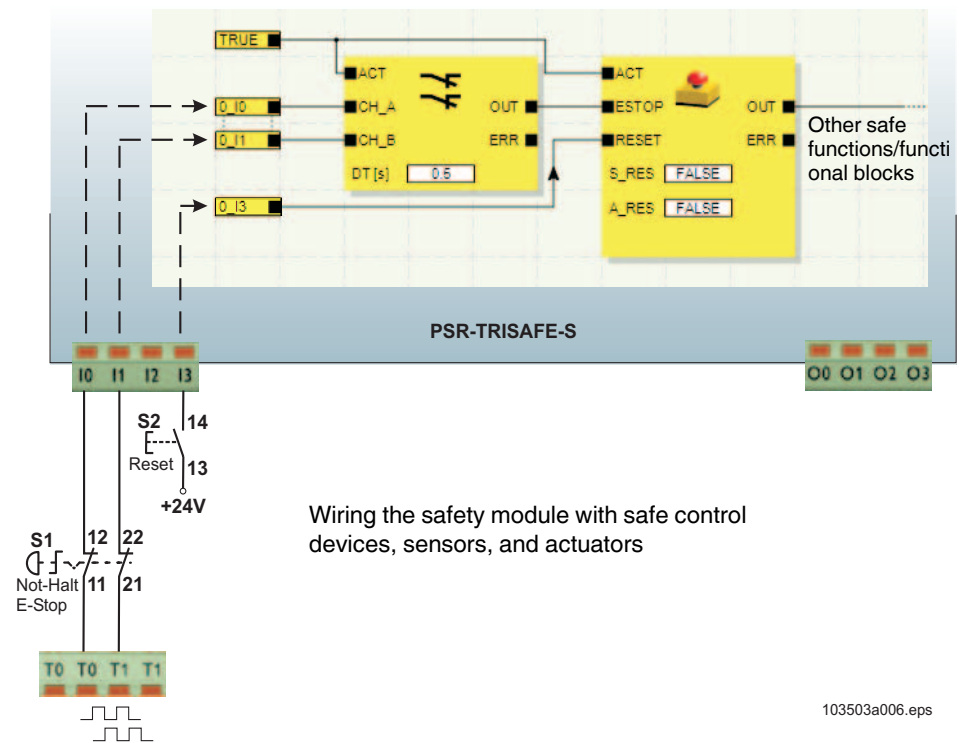 TRUE
ACT
ACT
0_I0
CH_A
OUT
ESTOP
OUT
0_I1
CH_B
ERR
RESET
ERR
Other safe
functions/functi
onal blocks
DT[s]
0.5
S_RES
FALSE
0_I3
A_RES
FALSE
PSR-TRISAFE-S
I0 I1 I2 I3
O0 O1 O2 O3
S2
14
Reset
13
+24V
Wiring the safety module with safe control
devices, sensors, and actuators
S1
12
22
Not-Halt
11
21
E-Stop
T0 T0 T1 T1
103503a006.eps